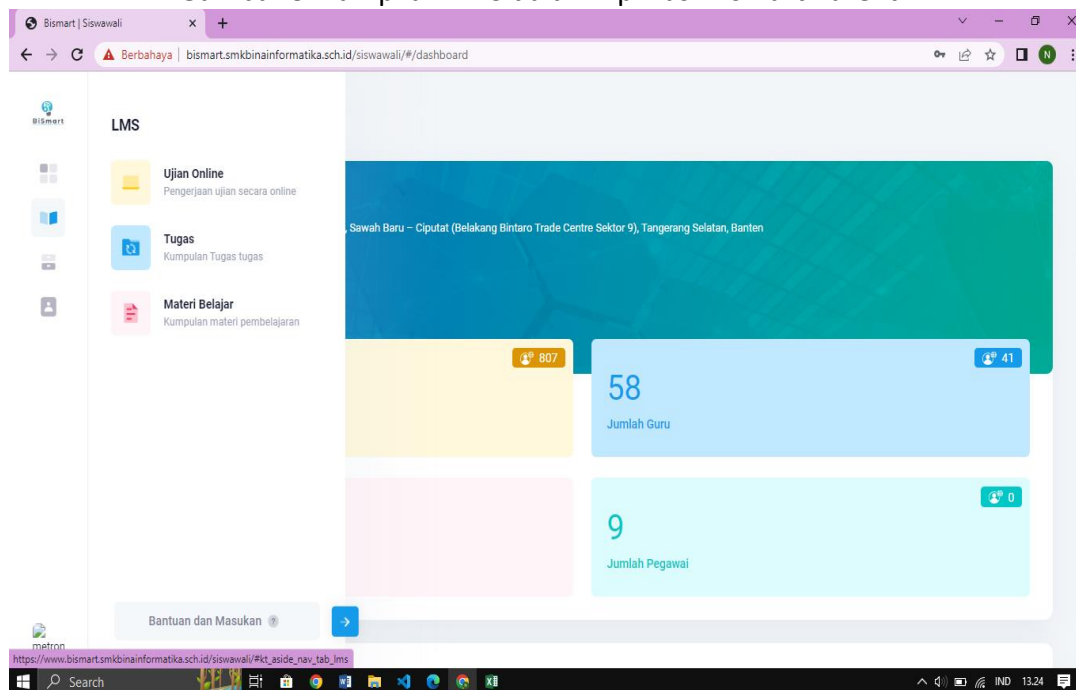 Bismart | Siswawali
Berbahaya | bismart.smkbinainformatika.sch.id/siswawali/#/dashboard
N
BiSmart
LMS
Ujian Online
Pengerjaan ujian secara online
Tugas
Kumpulan Tugas tugas
Materi Belajar
Kumpulan materi pembelajaran
, Sawah Baru – Ciputat (Belakang Bintaro Trade Centre Sektor 9), Tangerang Selatan, Banten
807
41
58
Jumlah Guru
0
9
Jumlah Pegawai
Bantuan dan Masukan
metron
https://www.bismart.smkbinainformatika.sch.id/siswawali/#kt_aside_nav_tab_lms
Search
IND 13.24